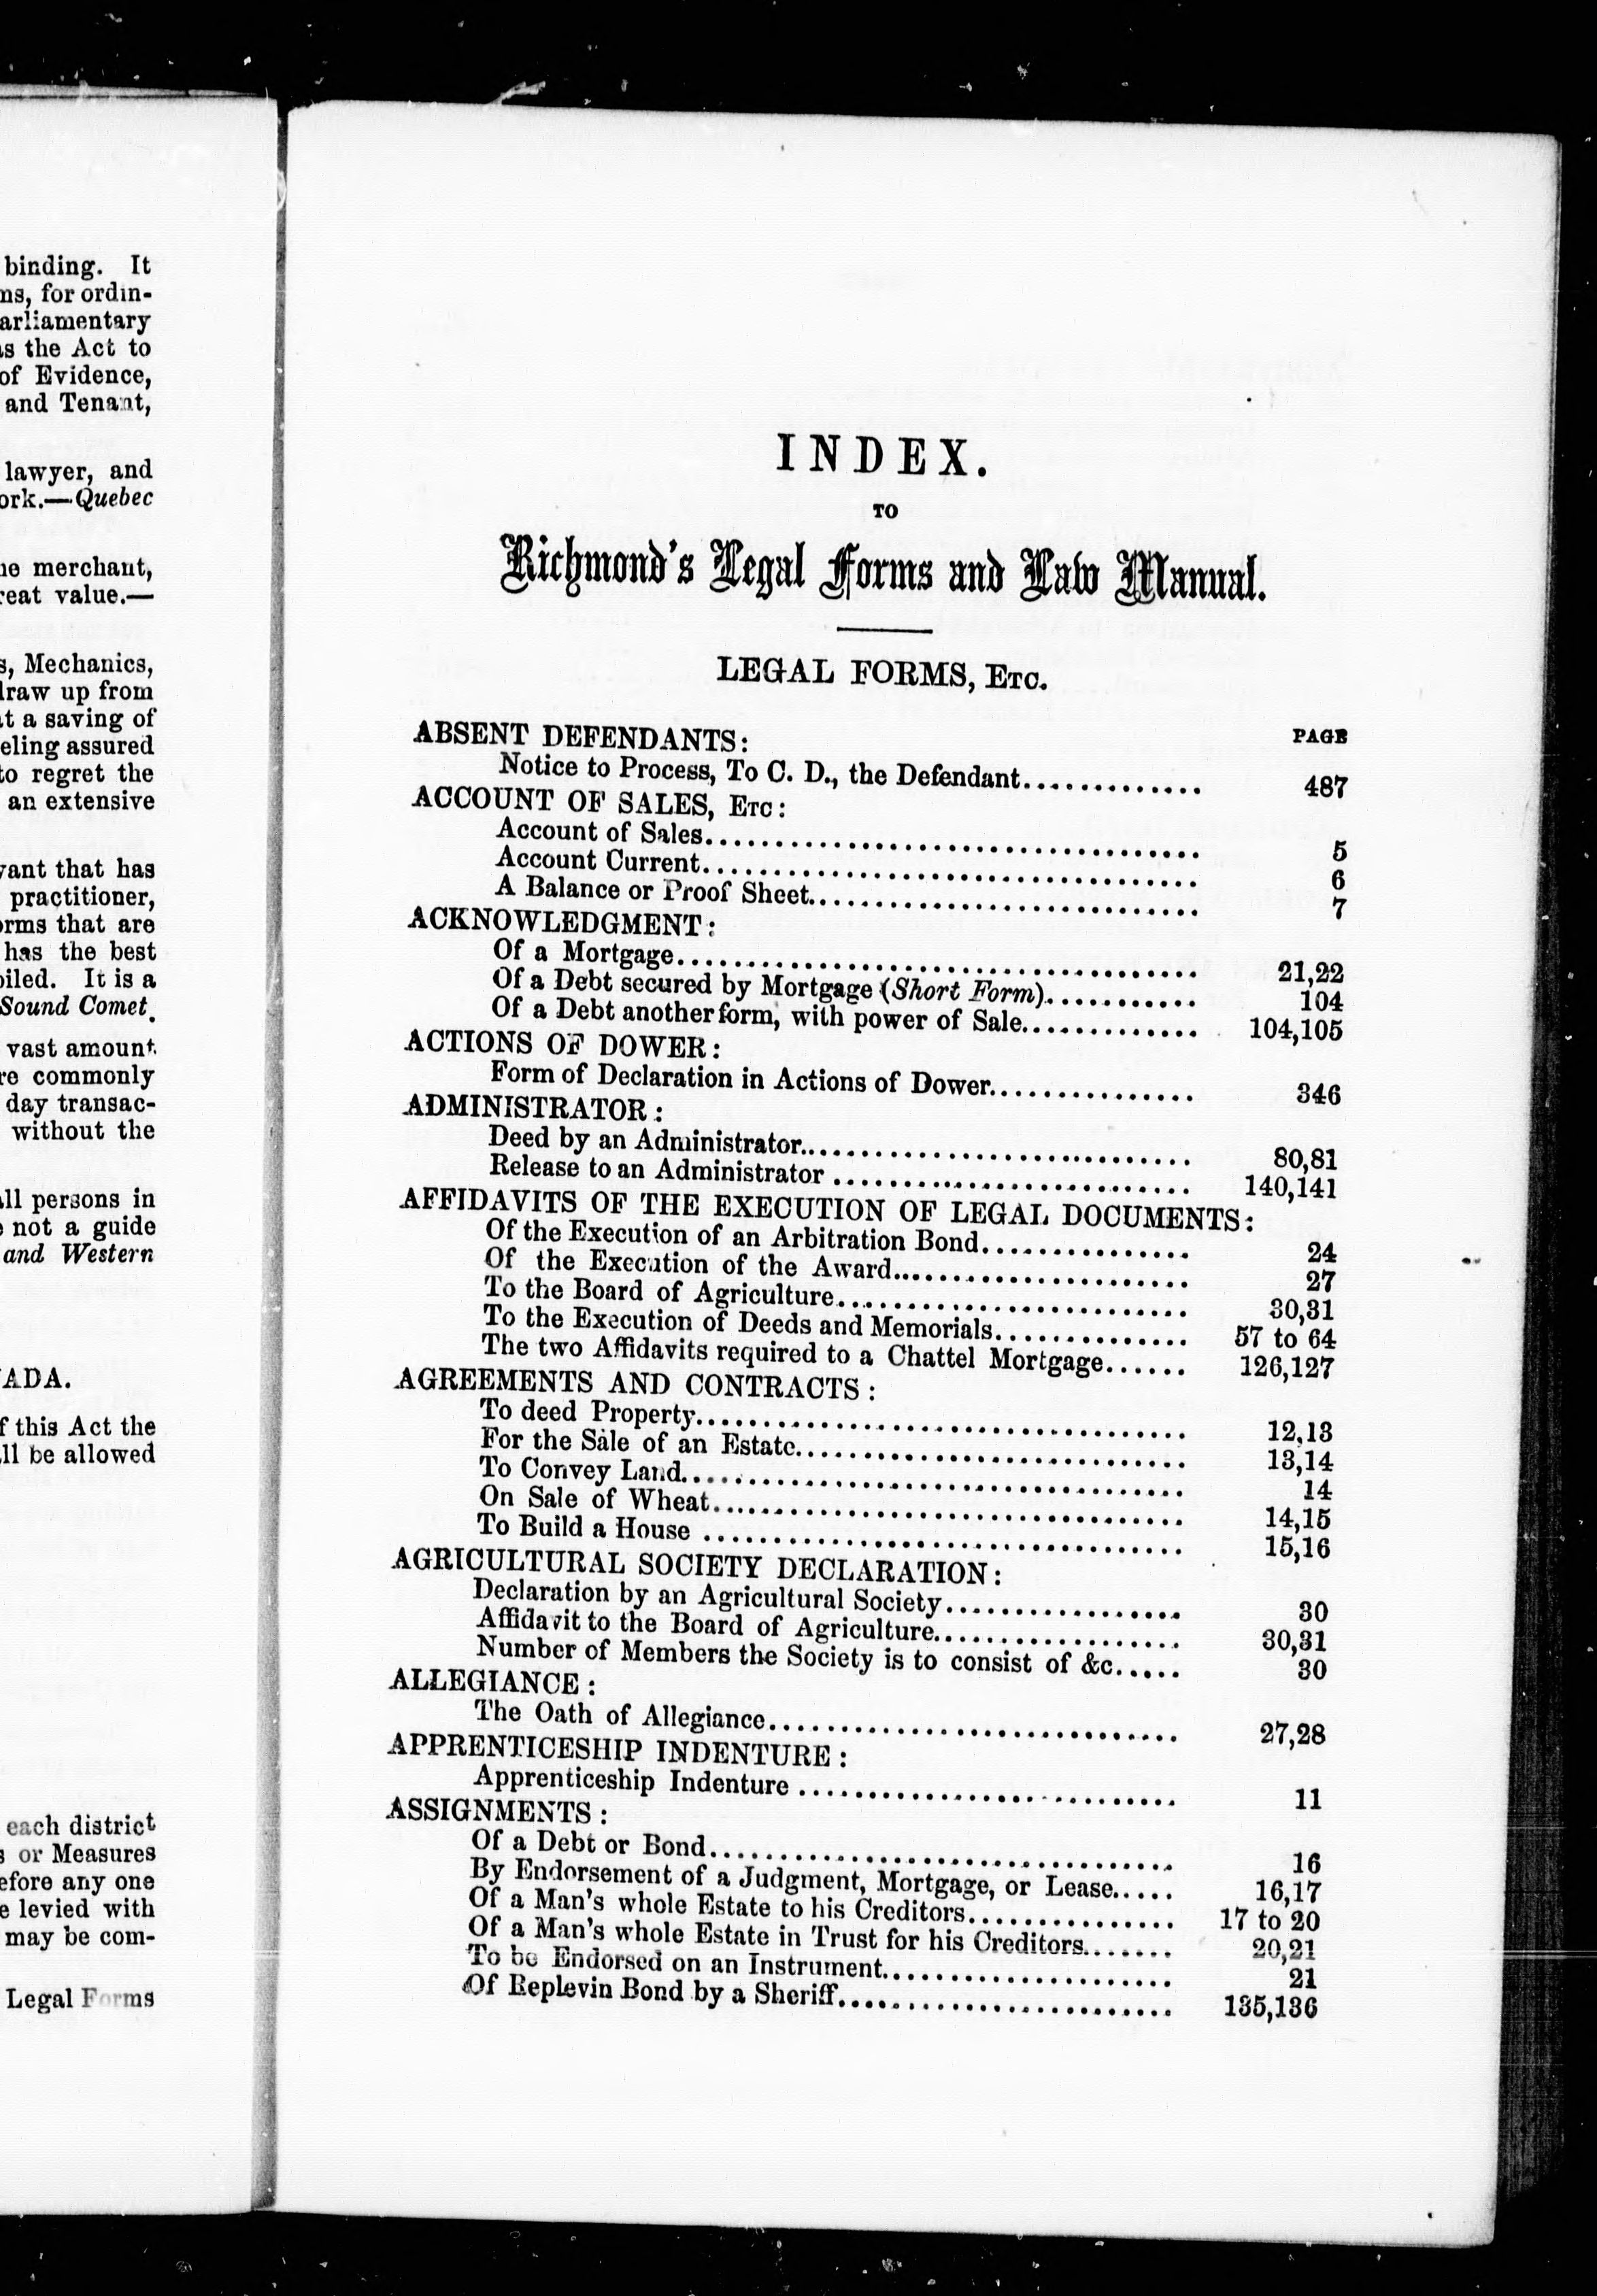 binding. It
ns, for ordin-
arliamentary
s the Act to
of Evidence,
and Tenant,
lawyer, and
ork.—Quebec
ne merchant,
reat value.—
s, Mechanics,
draw up from
at a saving of
eling assured
to regret the
an extensive
vant that has
practitioner,
orms that are
has the best
piled. It is a
Sound Comet.
vast amount
re commonly
day transac-
without the
all persons in
e not a guide
and Western
ADA.
f this Act the
ll be allowed
each district
s or Measures
efore any one
e levied with
may be com-
Legal Forms
INDEX.
TO
Richmond's Legal Forms and Law Manual.
LEGAL FORMS, ETC.
PAGE
ABSENT DEFENDANTS:
Notice to Process, To C. D., the Defendant............. 487
ACCOUNT OF SALES, ETC:
Account of Sales................................... 5
Account Current................................... 6
A Balance or Proof Sheet........................... 7
ACKNOWLEDGMENT:
Of a Mortgage..................................... 21,22
Of a Debt secured by Mortgage (Short Form)........... 104
Of a Debt another form, with power of Sale............. 104,105
ACTIONS OF DOWER:
Form of Declaration in Actions of Dower............... 346
ADMINISTRATOR:
Deed by an Administrator........................... 80,81
Release to an Administrator ......................... 140,141
AFFIDAVITS OF THE EXECUTION OF LEGAL DOCUMENTS:
Of the Execution of an Arbitration Bond............... 24
Of the Execution of the Award..................... 27
To the Board of Agriculture......................... 30,31
To the Execution of Deeds and Memorials.............. 57 to 64
The two Affidavits required to a Chattel Mortgage...... 126,127
AGREEMENTS AND CONTRACTS:
To deed Property................................... 12,13
For the Sale of an Estate............................ 13,14
To Convey Land.................................... 14
On Sale of Wheat.................................. 14,15
To Build a House .................................. 15,16
AGRICULTURAL SOCIETY DECLARATION:
Declaration by an Agricultural Society................. 30
Affidavit to the Board of Agriculture.................. 30,31
Number of Members the Society is to consist of &c..... 30
ALLEGIANCE:
The Oath of Allegiance............................. 27,28
APPRENTICESHIP INDENTURE:
Apprenticeship Indenture ........................... 11
ASSIGNMENTS:
Of a Debt or Bond................................. 16
By Endorsement of a Judgment, Mortgage, or Lease..... 16,17
Of a Man's whole Estate to his Creditors............... 17 to 20
Of a Man's whole Estate in Trust for his Creditors....... 20,21
To be Endorsed on an Instrument..................... 21
Of Replevin Bond by a Sheriff........................ 135,136